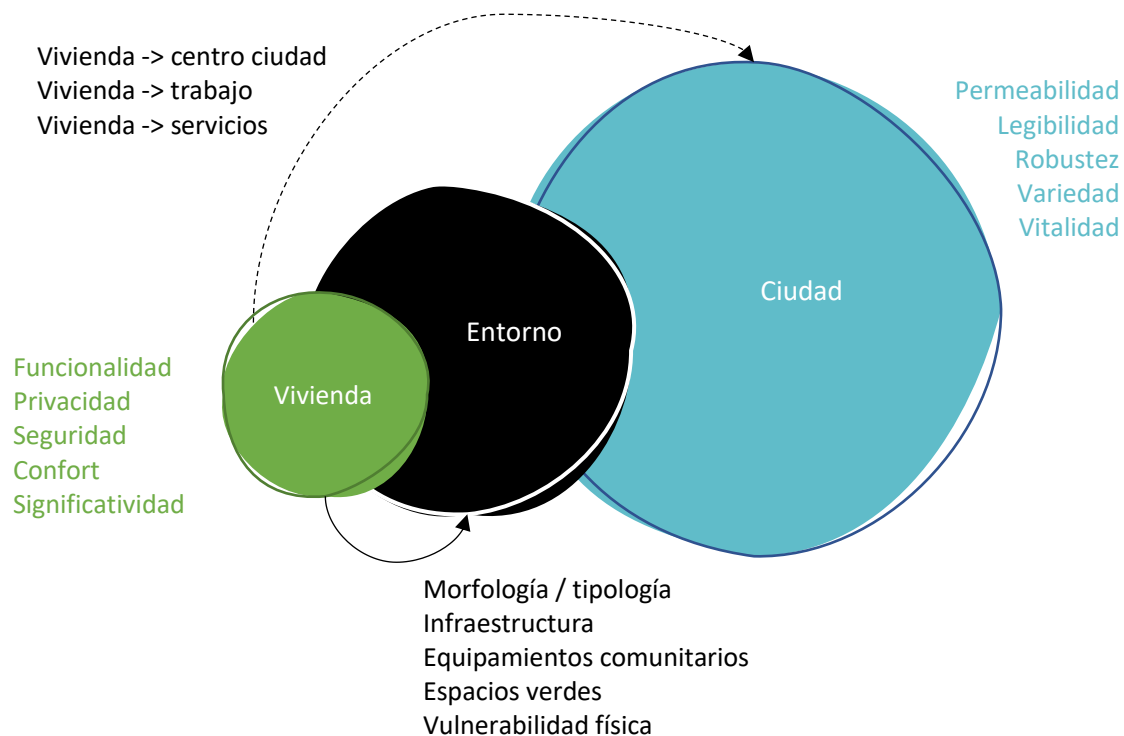 Vivienda -> centro ciudad
Vivienda -> trabajo
Vivienda -> servicios
Permeabilidad
Legibilidad
Robustez
Variedad
Vitalidad
Ciudad
Entorno
Vivienda
Funcionalidad
Privacidad
Seguridad
Confort
Significatividad
Morfología / tipología
Infraestructura
Equipamientos comunitarios
Espacios verdes
Vulnerabilidad física